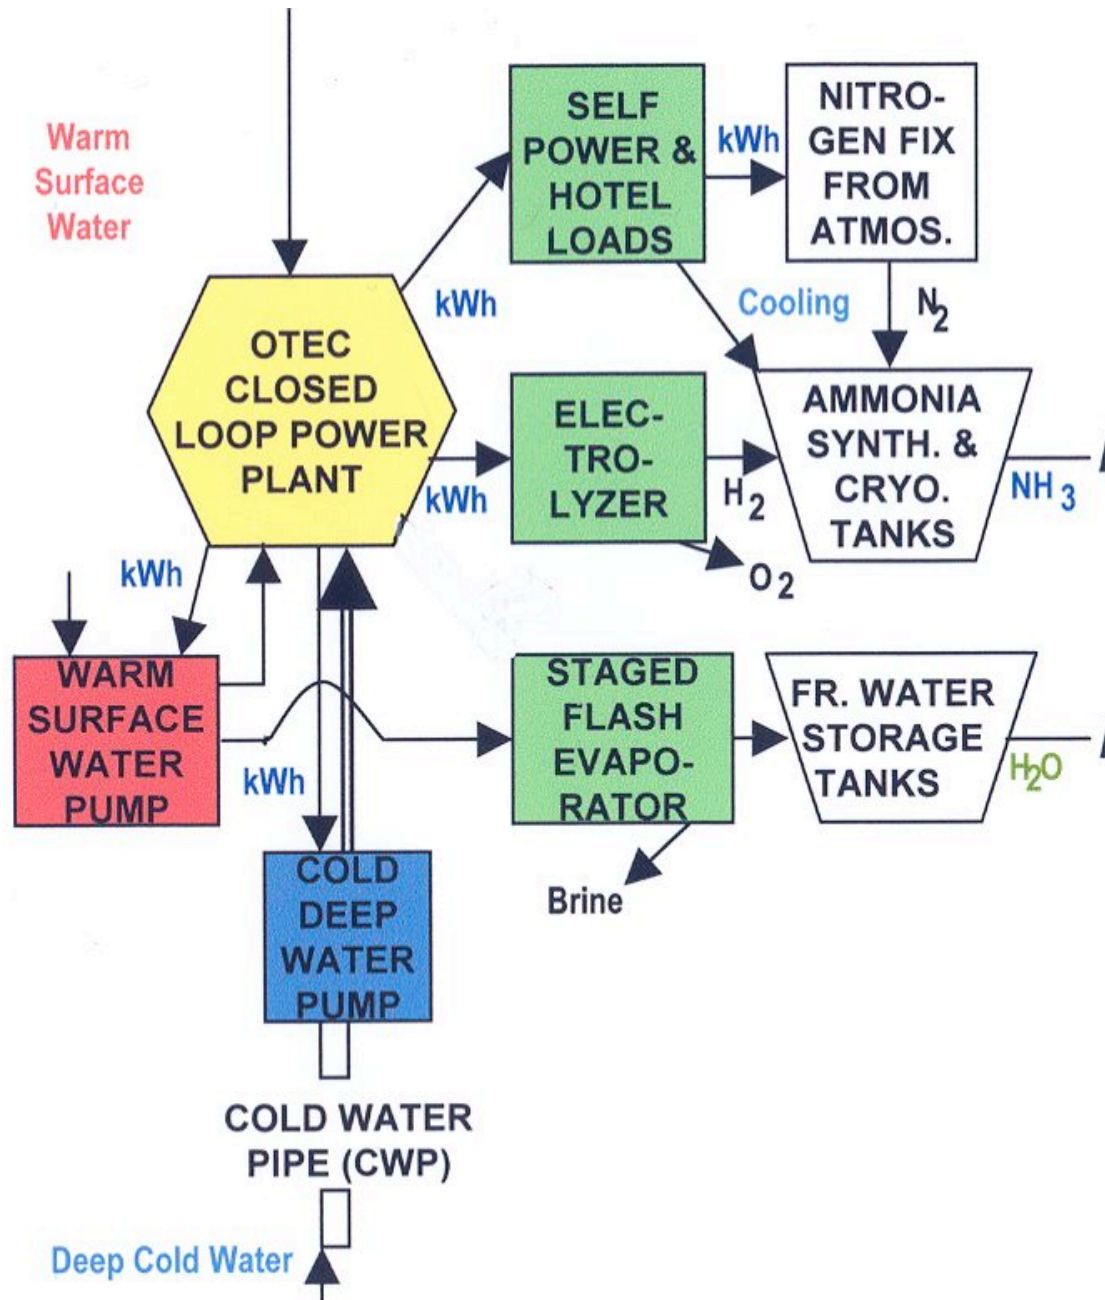 Warm
Surface
Water
SELF
POWER &
HOTEL
LOADS
kWh
NITRO-
GEN FIX
FROM
ATMOS.
kWh
Cooling
N2
OTEC
CLOSED
LOOP POWER
PLANT
kWh
ELEC-
TRO-
LYZER
H2
O2
AMMONIA
SYNTH. &
CRYO.
TANKS
NH3
kWh
WARM
SURFACE
WATER
PUMP
kWh
STAGED
FLASH
EVAPO-
RATOR
Brine
FR. WATER
STORAGE
TANKS
H2O
COLD
DEEP
WATER
PUMP
COLD WATER
PIPE (CWP)
Deep Cold Water